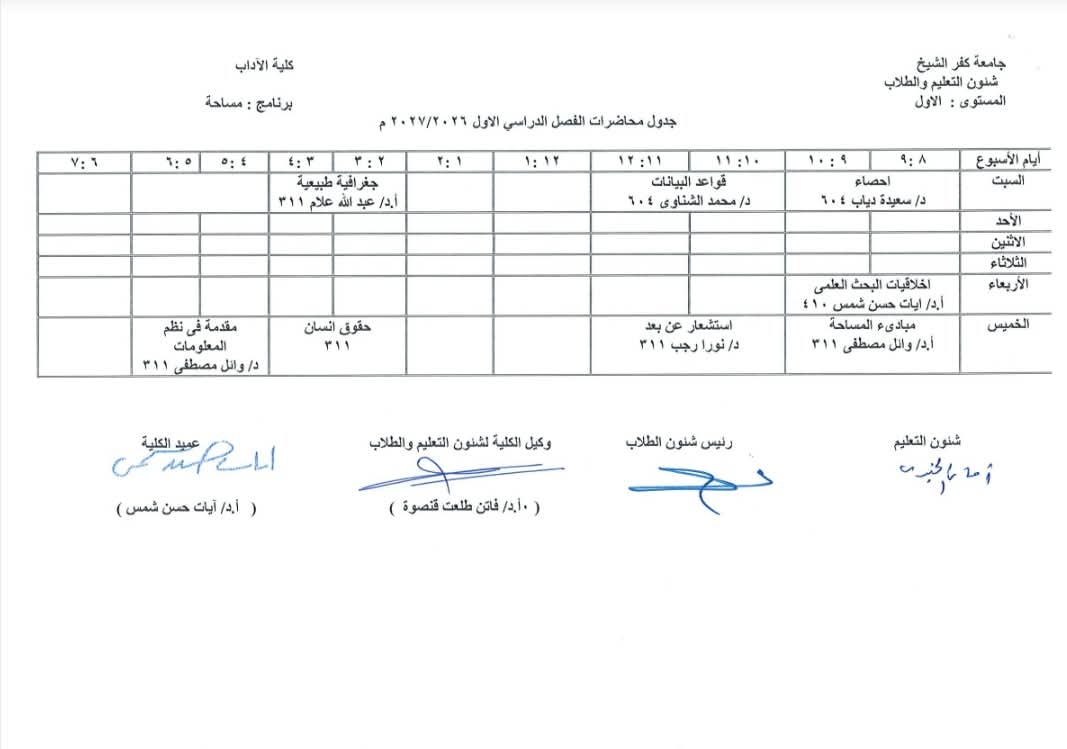 جامعة كفر الشيخ
كلية الآداب
شئون التعليم والطلاب
المستوى : الاول
برنامج : مساحة
جدول محاضرات الفصل الدراسي الاول ٢٠٢٧/٢٠٢٦ م
أيام الأسبوع ٩:٨ ١٠:٩ ١١:١٠ ١٢:١١ ١:١٢ ٢:١ ٣:٢ ٤:٣ ٥:٤ ٦:٥ ٧:٦
السبت احصاء قواعد البيانات جغرافية طبيعية
د/ سعيدة دياب ٦٠٤ د/ محمد الشناوى ٦٠٤ أ.د/ عبد الله علام ٣١١
الأحد
الاثنين
الثلاثاء
الأربعاء اخلاقيات البحث العلمى
أ.د/ ايات حسن شمس ٤١٠
الخميس مبادىء المساحة استشعار عن بعد حقوق انسان مقدمة فى نظم
أ.د/ وائل مصطفى ٣١١ د/ نورا رجب ٣١١ ٣١١ المعلومات
د/ وائل مصطفى ٣١١
شئون التعليم رئيس شئون الطلاب وكيل الكلية لشئون التعليم والطلاب عميد الكلية
( ٠أ.د/ فاتن طلعت قنصوة ) ( أ.د/ آيات حسن شمس )